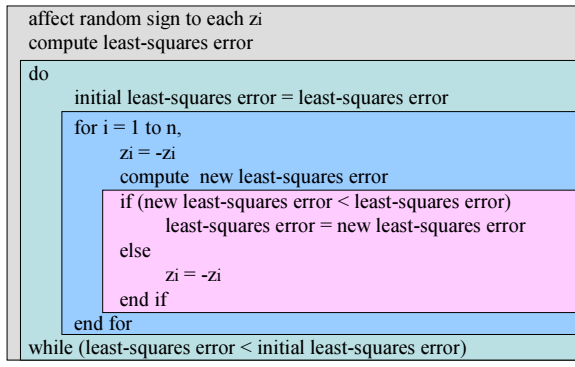 affect random sign to each zi
compute least-squares error
do
initial least-squares error = least-squares error
for i = 1 to n,
zi = -zi
compute new least-squares error
if (new least-squares error < least-squares error)
least-squares error = new least-squares error
else
zi = -zi
end if
end for
while (least-squares error < initial least-squares error)